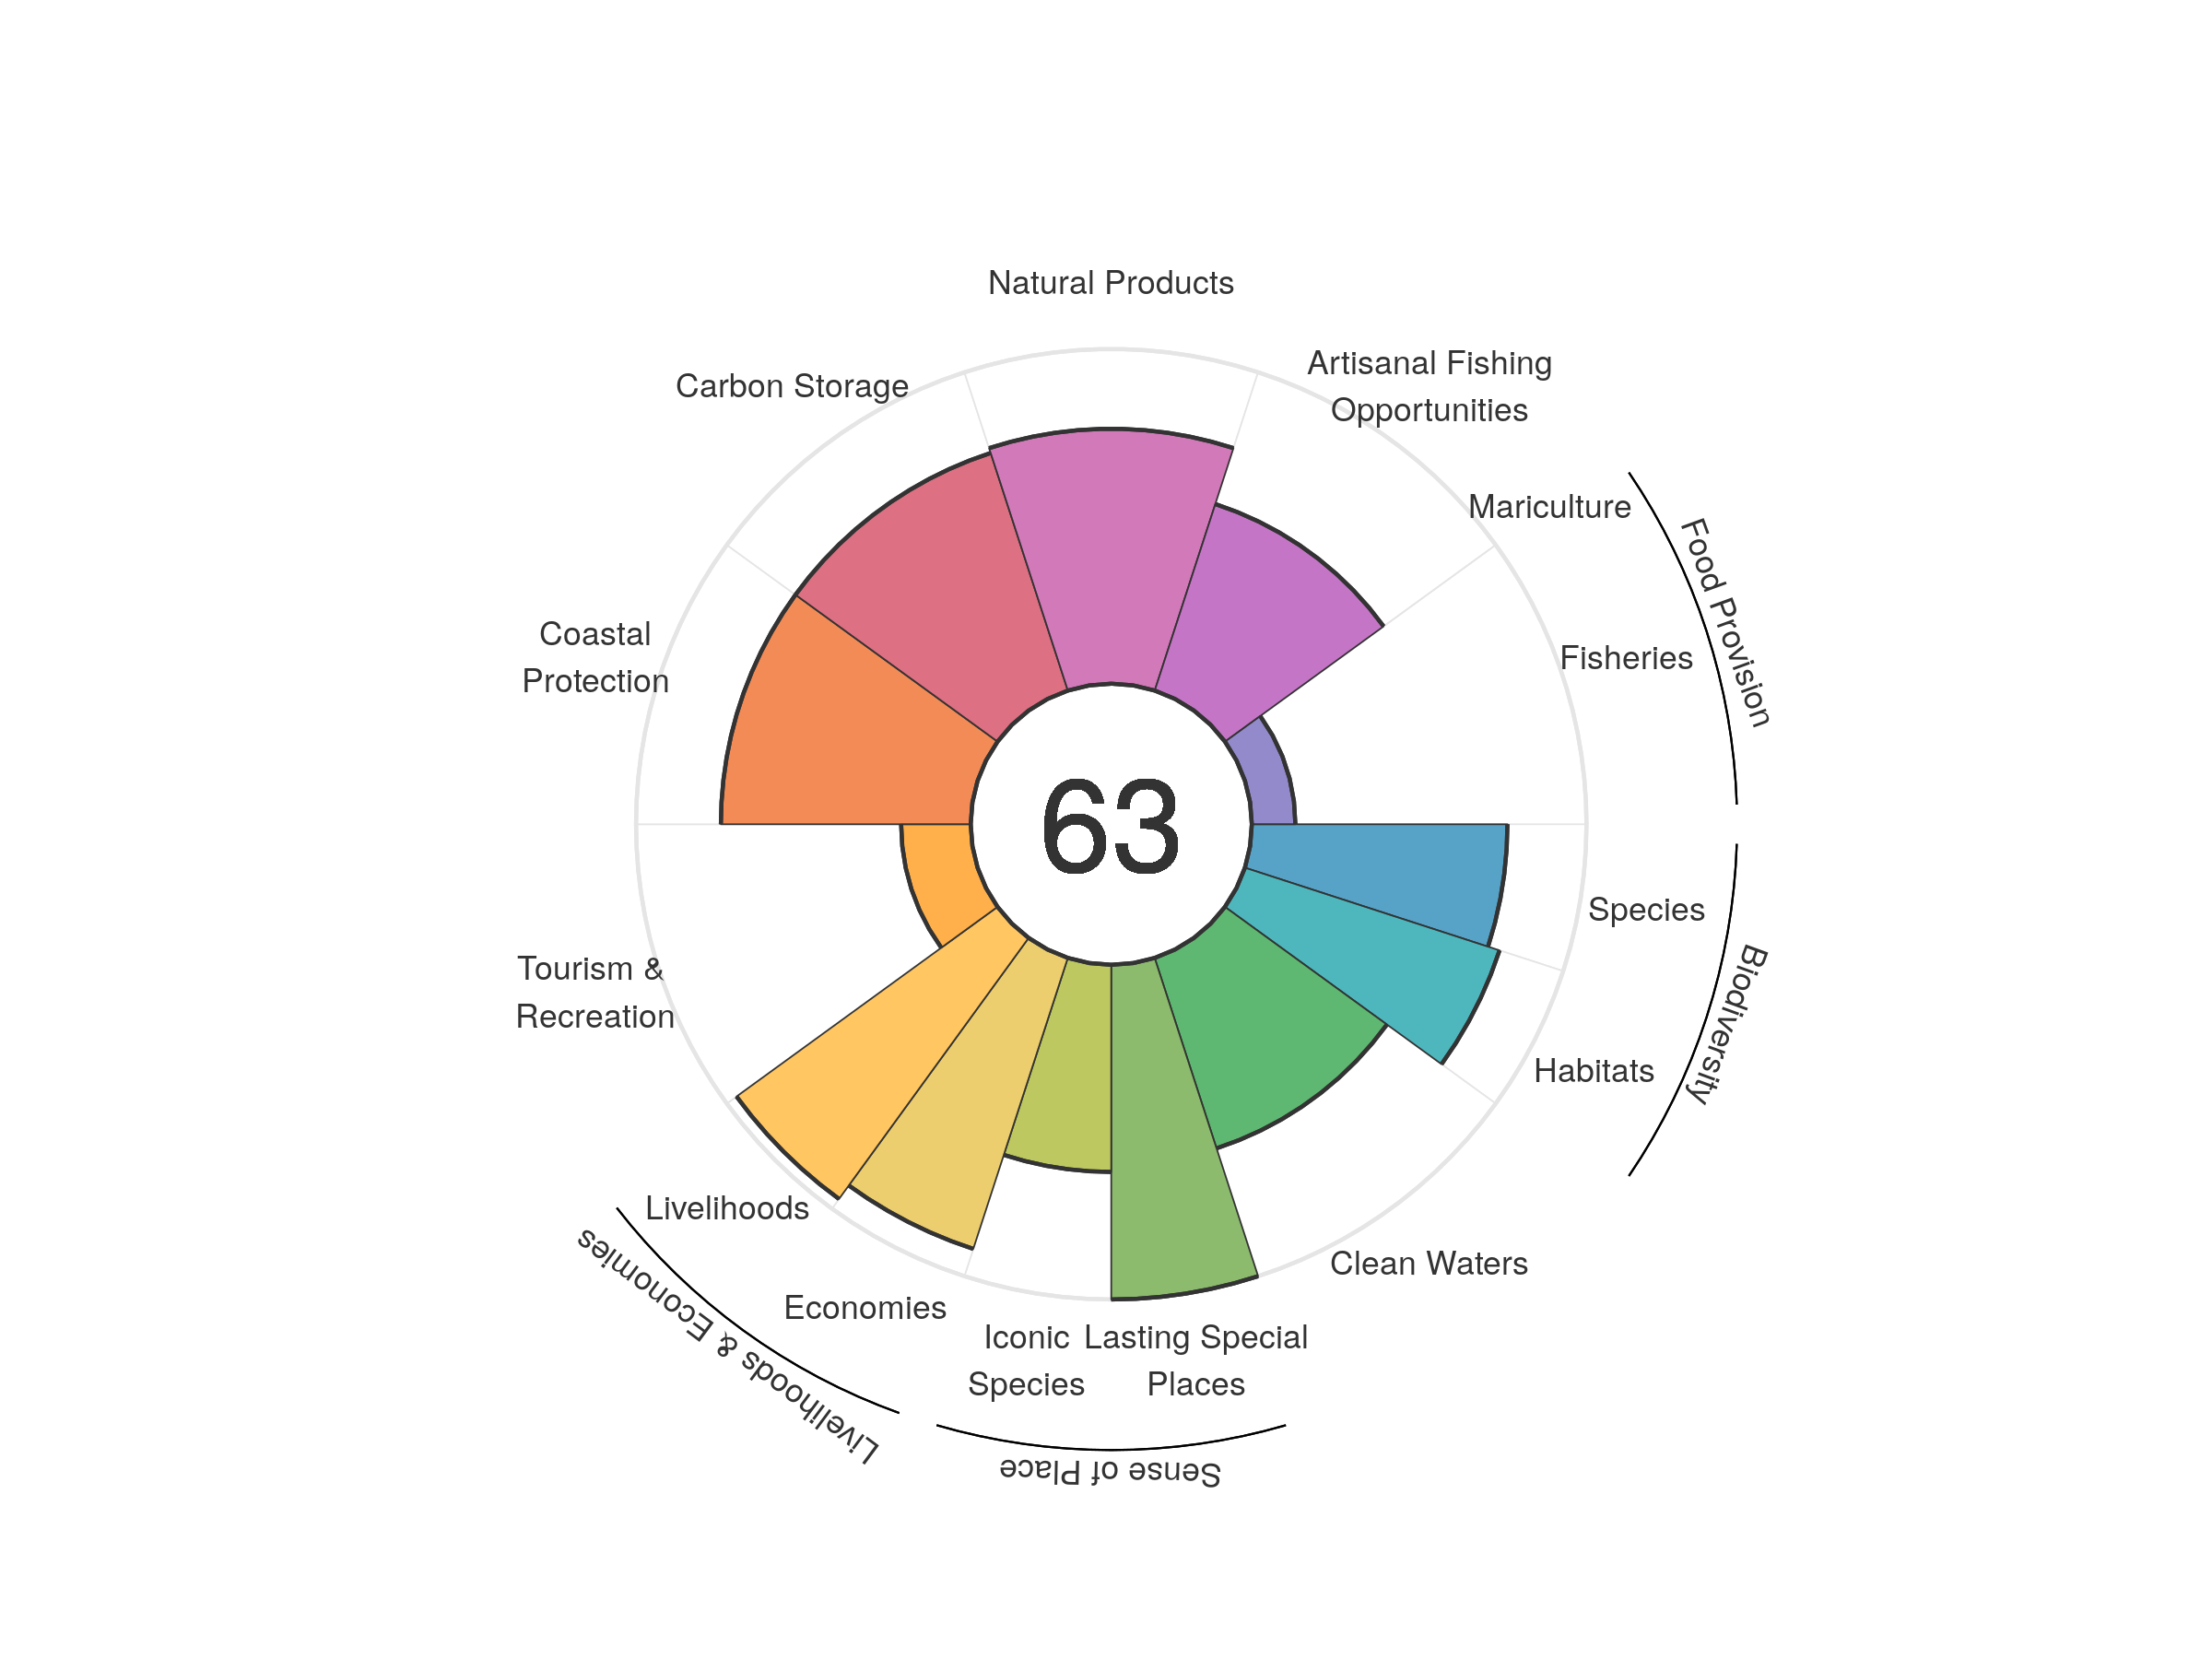 Natural Products
Artisanal Fishing
Opportunities
Carbon Storage
Mariculture
Food Provision
Fisheries
Coastal
Protection
63
Species
Biodiversity
Habitats
Tourism &
Recreation
Livelihoods
Clean Waters
Economies
Livelihoods & Economies
Iconic
Species
Lasting Special
Places
Sense of Place